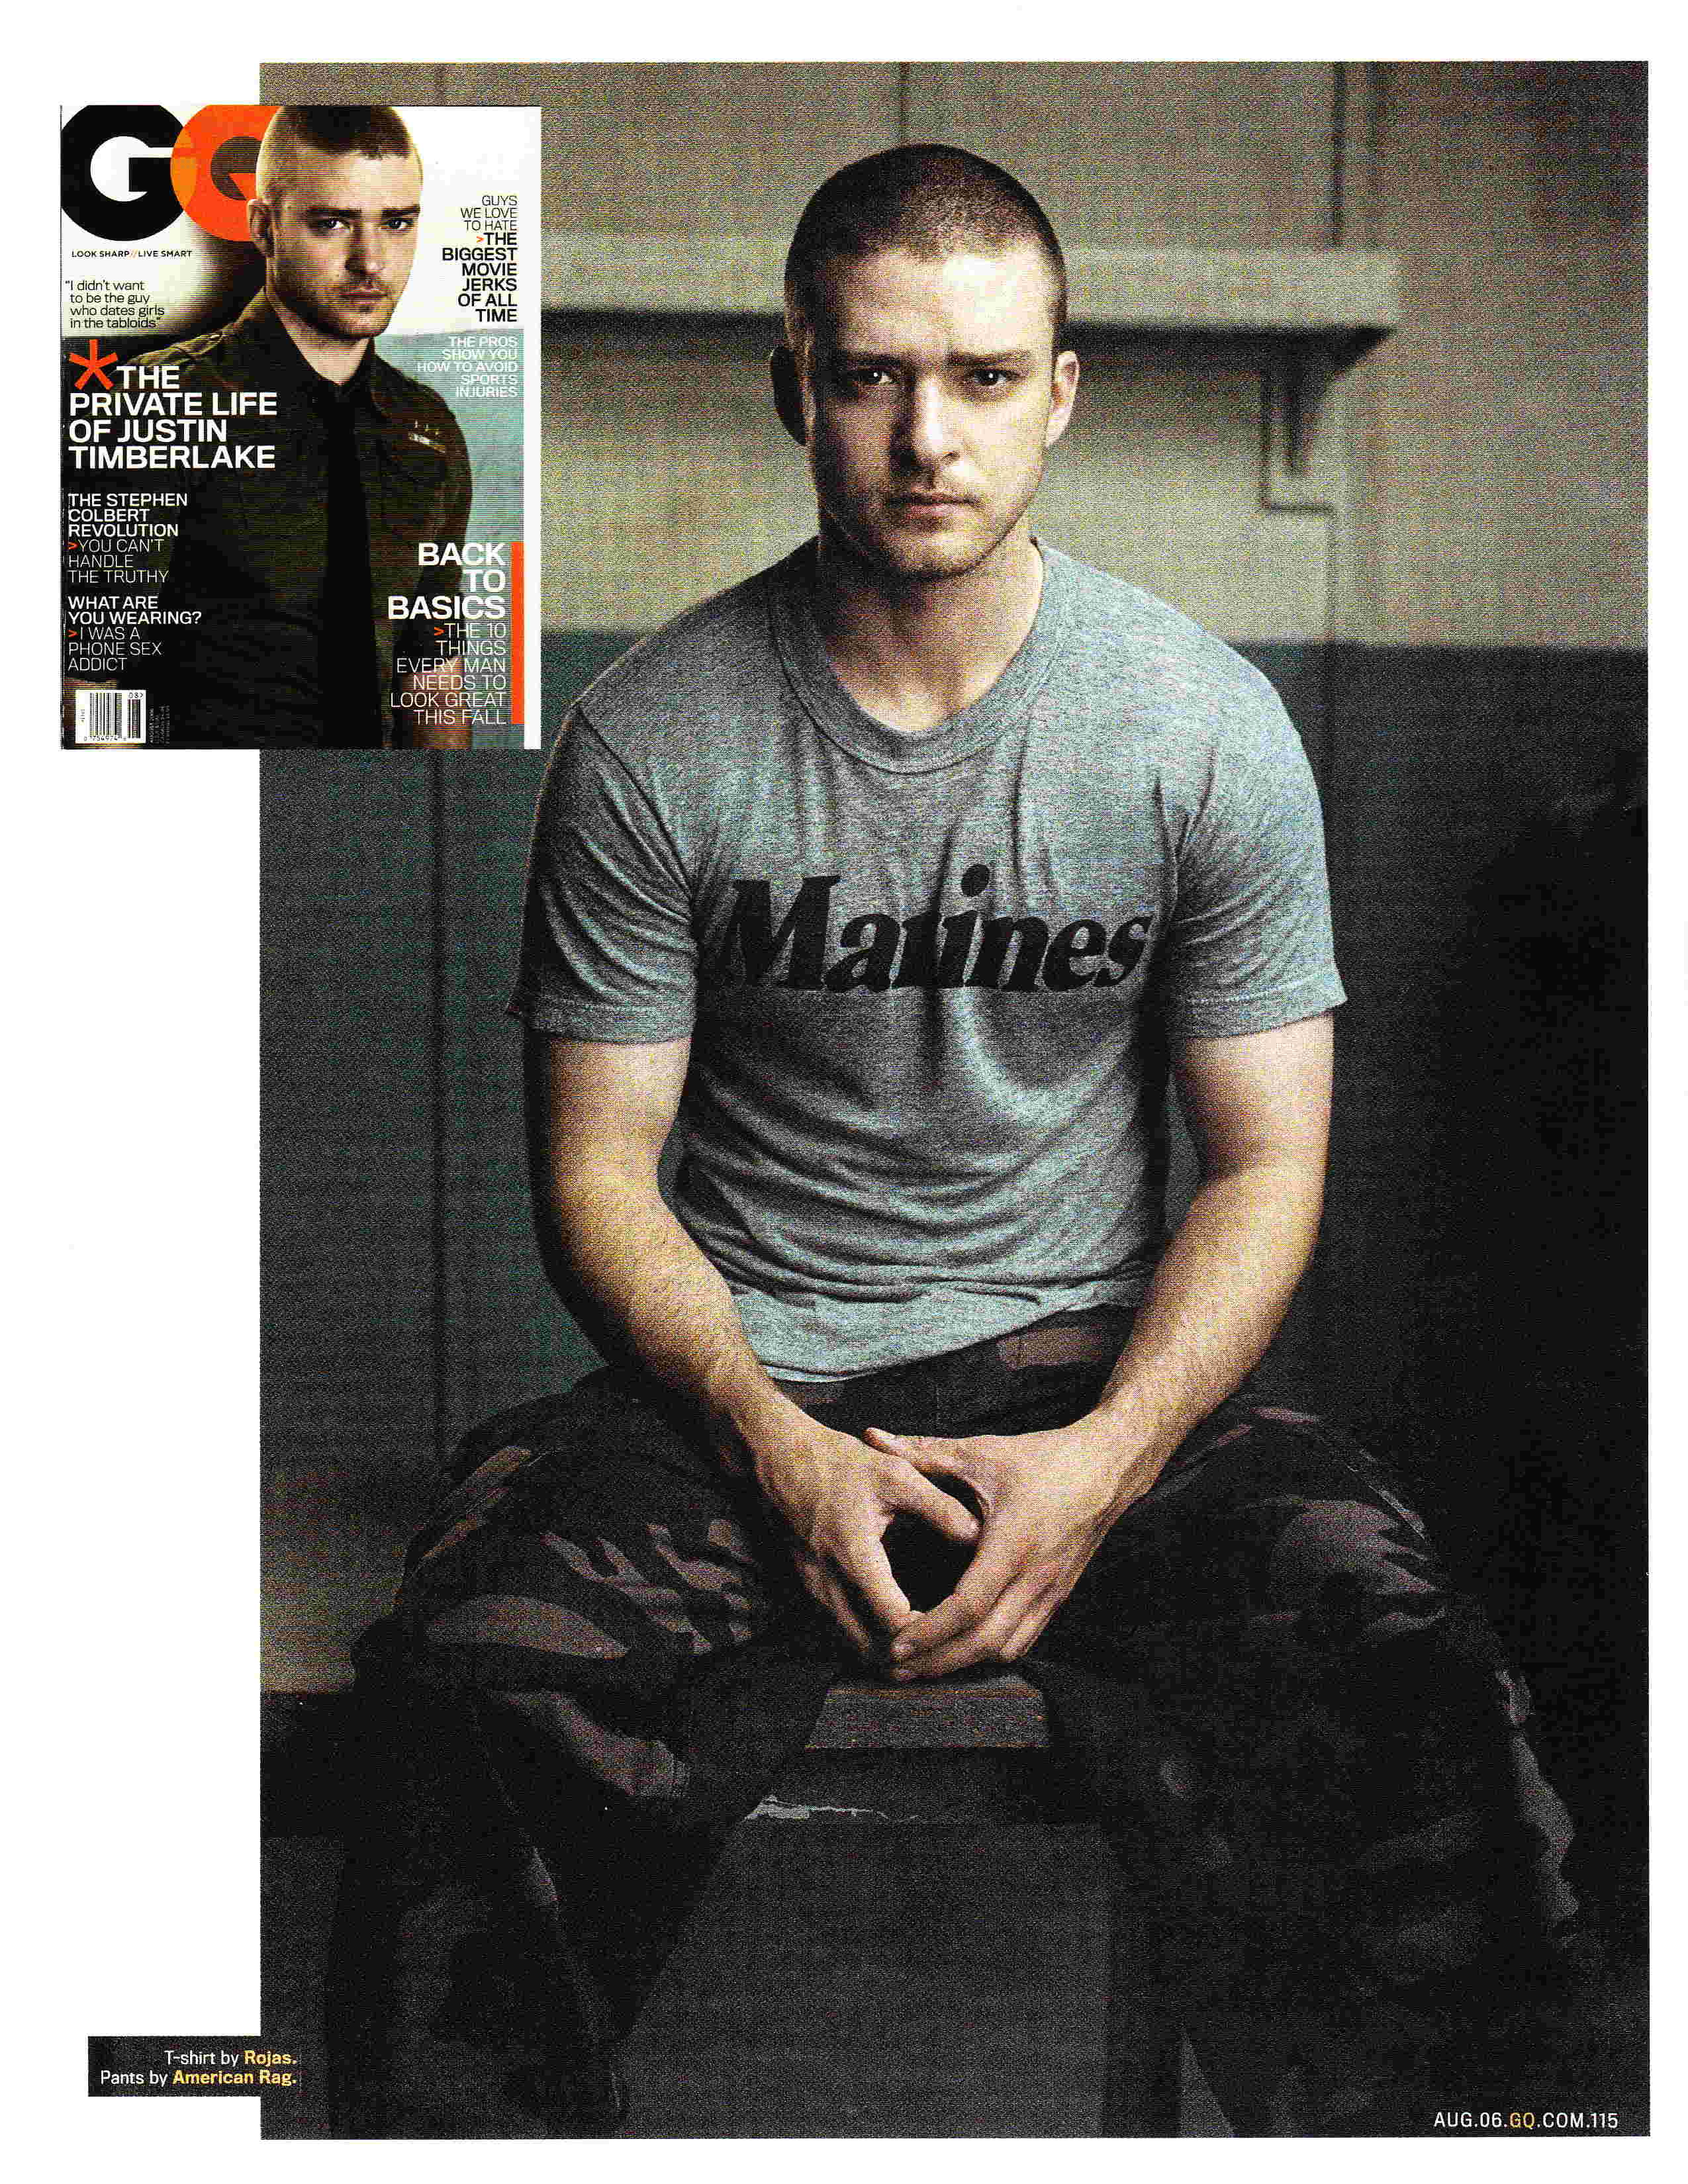 GQ
LOOK SHARP//LIVE SMART
"I didn't want
to be the guy
who dates girls
in the tabloids"
*THE
PRIVATE LIFE
OF JUSTIN
TIMBERLAKE
THE STEPHEN
COLBERT
REVOLUTION
>YOU CAN'T
HANDLE
THE TRUTHY
WHAT ARE
YOU WEARING?
>I WAS A
PHONE SEX
ADDICT
GUYS
WE LOVE
TO HATE
>THE
BIGGEST
MOVIE
JERKS
OF ALL
TIME
THE PROS
SHOW YOU
HOW TO AVOID
SPORTS
INJURIES
BACK
TO
BASICS
>THE 10
THINGS
EVERY MAN
NEEDS TO
LOOK GREAT
THIS FALL
08>
Marines
T-shirt by Rojas.
Pants by American Rag.
AUG.06.GQ.COM.115